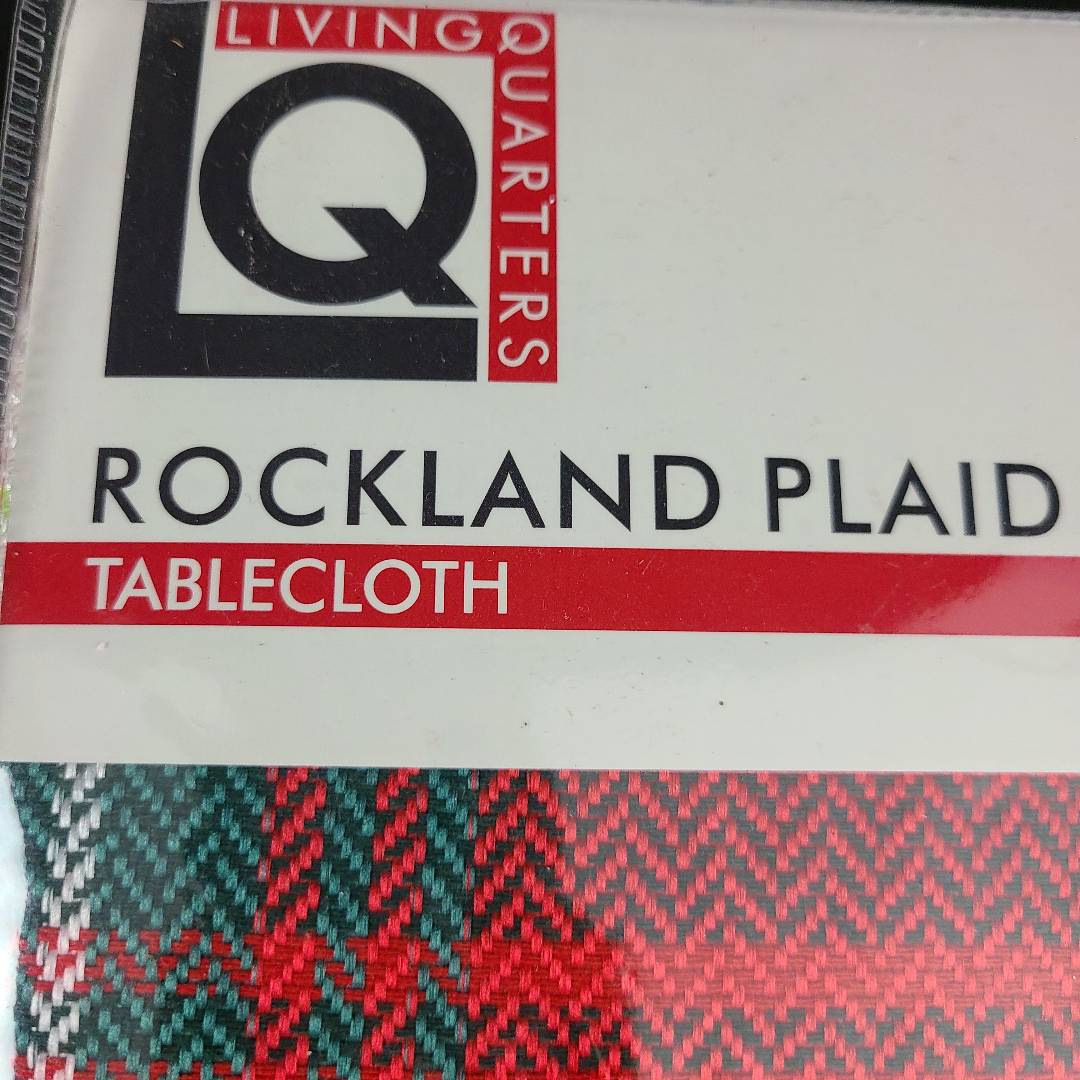 LIVING QUARTERS
LQ
ROCKLAND PLAID
TABLECLOTH